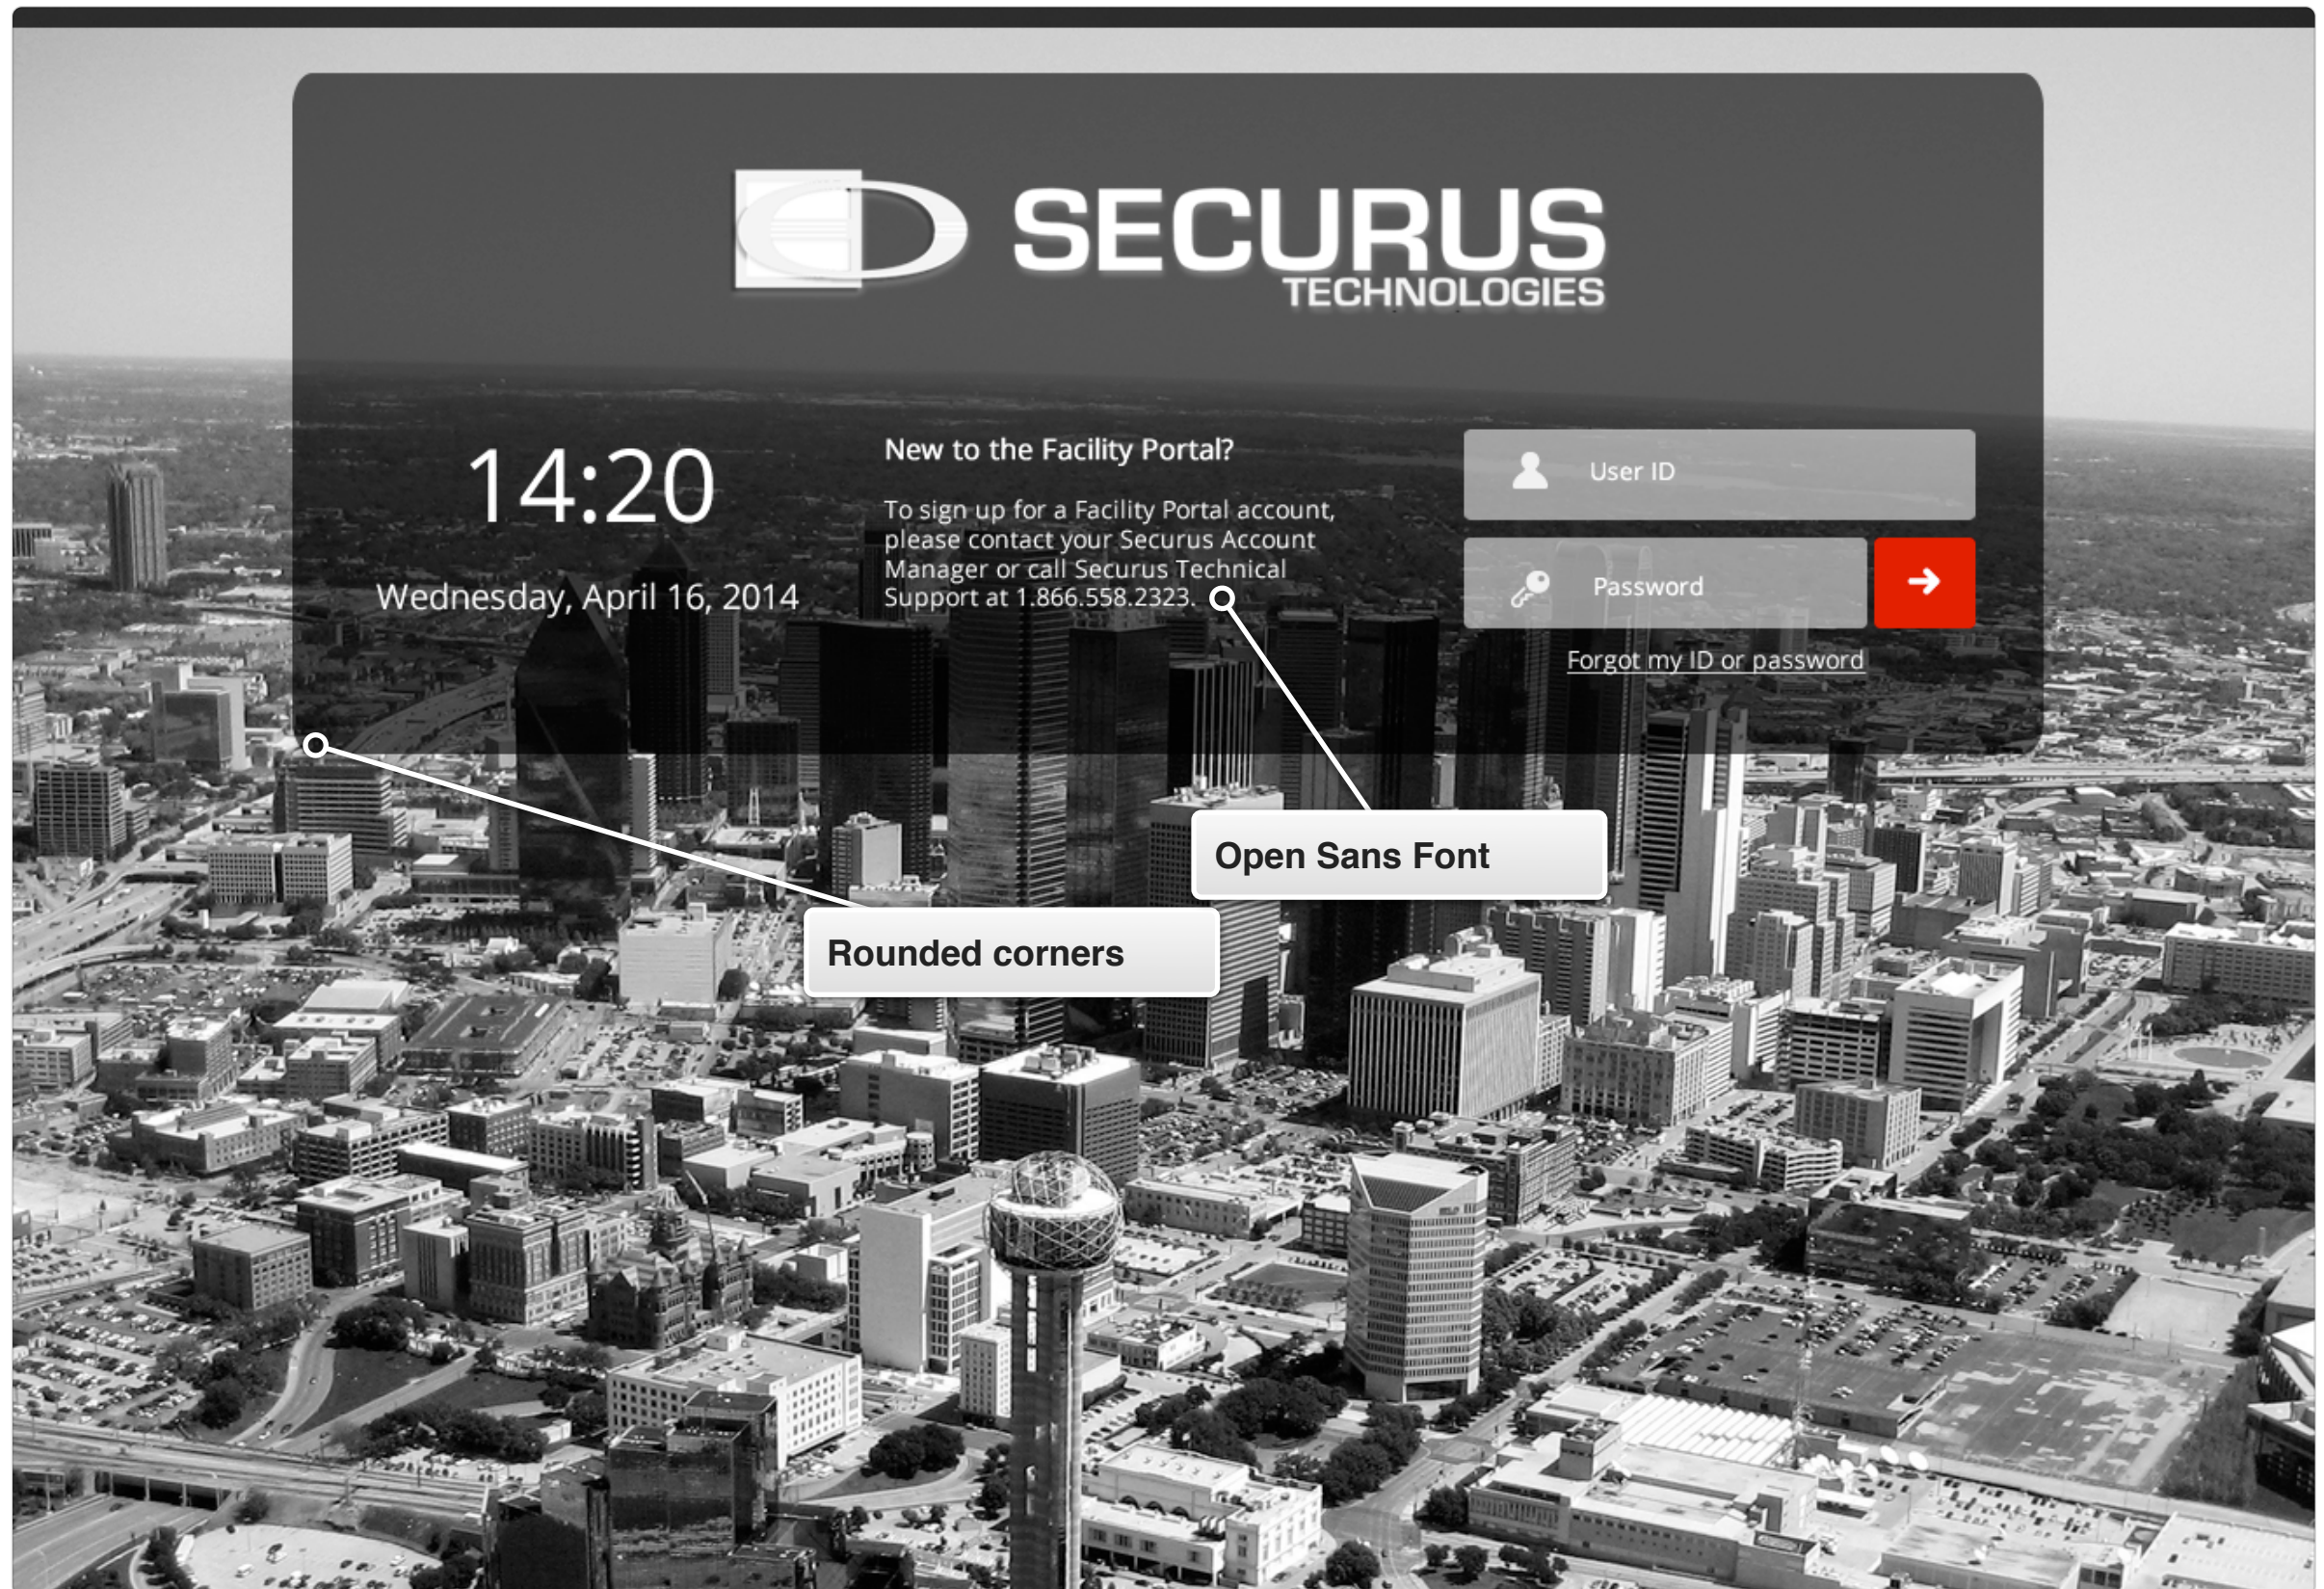 SECURUS
TECHNOLOGIES
14:20
Wednesday, April 16, 2014
New to the Facility Portal?
To sign up for a Facility Portal account,
please contact your Securus Account
Manager or call Securus Technical
Support at 1.866.558.2323.
User ID
Password
Forgot my ID or password
Open Sans Font
Rounded corners